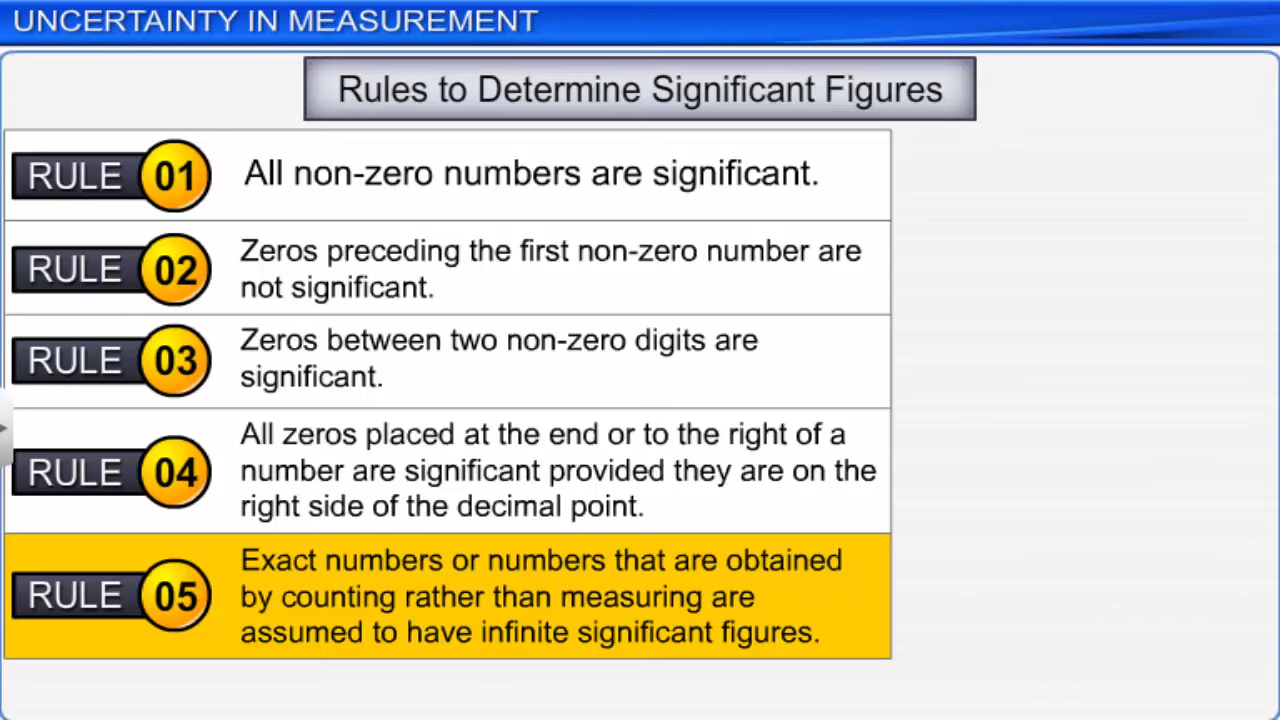 UNCERTAINTY IN MEASUREMENT
Rules to Determine Significant Figures
RULE 01 All non-zero numbers are significant.
RULE 02 Zeros preceding the first non-zero number are
not significant.
RULE 03 Zeros between two non-zero digits are
significant.
RULE 04 All zeros placed at the end or to the right of a
number are significant provided they are on the
right side of the decimal point.
RULE 05 Exact numbers or numbers that are obtained
by counting rather than measuring are
assumed to have infinite significant figures.